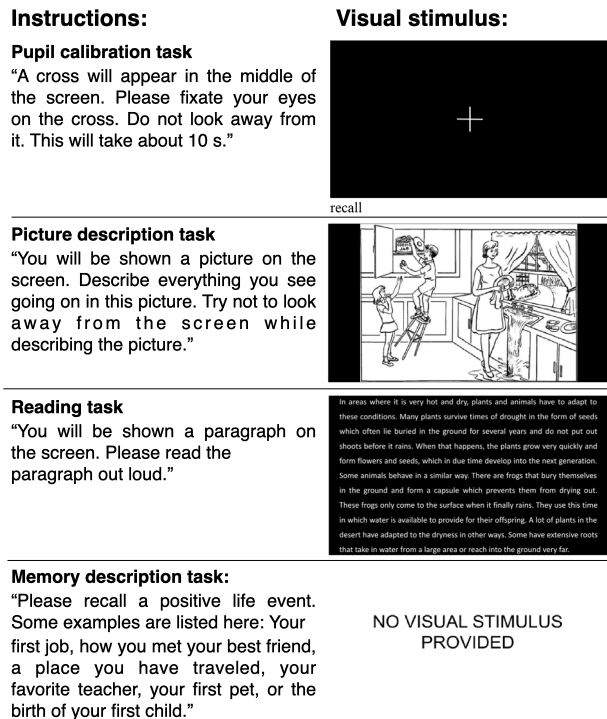 Instructions:
Visual stimulus:
Pupil calibration task
“A cross will appear in the middle of
the screen. Please fixate your eyes
on the cross. Do not look away from
it. This will take about 10 s.”
recall
Picture description task
“You will be shown a picture on the
screen. Describe everything you see
going on in this picture. Try not to look
away from the screen while
describing the picture.”
Reading task
“You will be shown a paragraph on
the screen. Please read the
paragraph out loud.”
In areas where it is very hot and dry, plants and animals have to adapt to
these conditions. Many plants survive times of drought in the form of seeds
which often lie buried in the ground for several years and do not put out
shoots before it rains. When that happens, the plants grow very quickly and
form flowers and seeds, which in due time develop into the next generation.
Some animals behave in a similar way. There are frogs that bury themselves
in the ground and form a capsule which prevents them from drying out.
These frogs only come to the surface when it finally rains. They use this time
in which water is available to provide for their offspring. A lot of plants in the
desert have adapted to the dryness in other ways. Some have extensive roots
that take in water from a large area or reach into the ground very far.
Memory description task:
“Please recall a positive life event.
Some examples are listed here: Your
first job, how you met your best friend,
a place you have traveled, your
favorite teacher, your first pet, or the
birth of your first child.”
NO VISUAL STIMULUS
PROVIDED